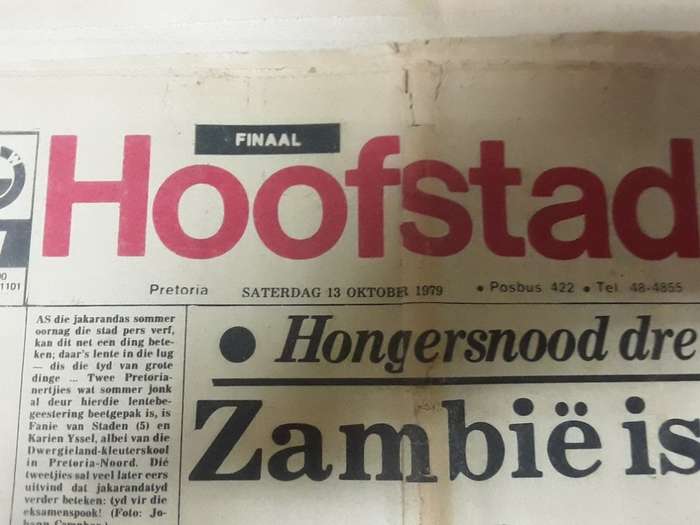 FINAAL
Hoofstad
Pretoria SATERDAG 13 OKTOBER 1979 • Posbus 422 • Tel. 48-4855
1101
AS die jakarandas sommer
oornag die stad pers verf,
kan dit net een ding bete-
ken; daar's lente in die lug
— dis die tyd van grote
dinge ... Twee Pretoria-
nertjies wat sommer jonk
al deur hierdie lentebe-
geestering beetgepak is, is
Fanie van Staden (5) en
Karien Yssel, albei van die
Dwergieland-kleuterskool
in Pretoria-Noord. Dié
tweetjies sal veel later eers
uitvind dat jakarandatyd
verder beteken: tyd vir die
eksamenspook! (Foto: Jo-
• Hongersnood dre
Zambië is